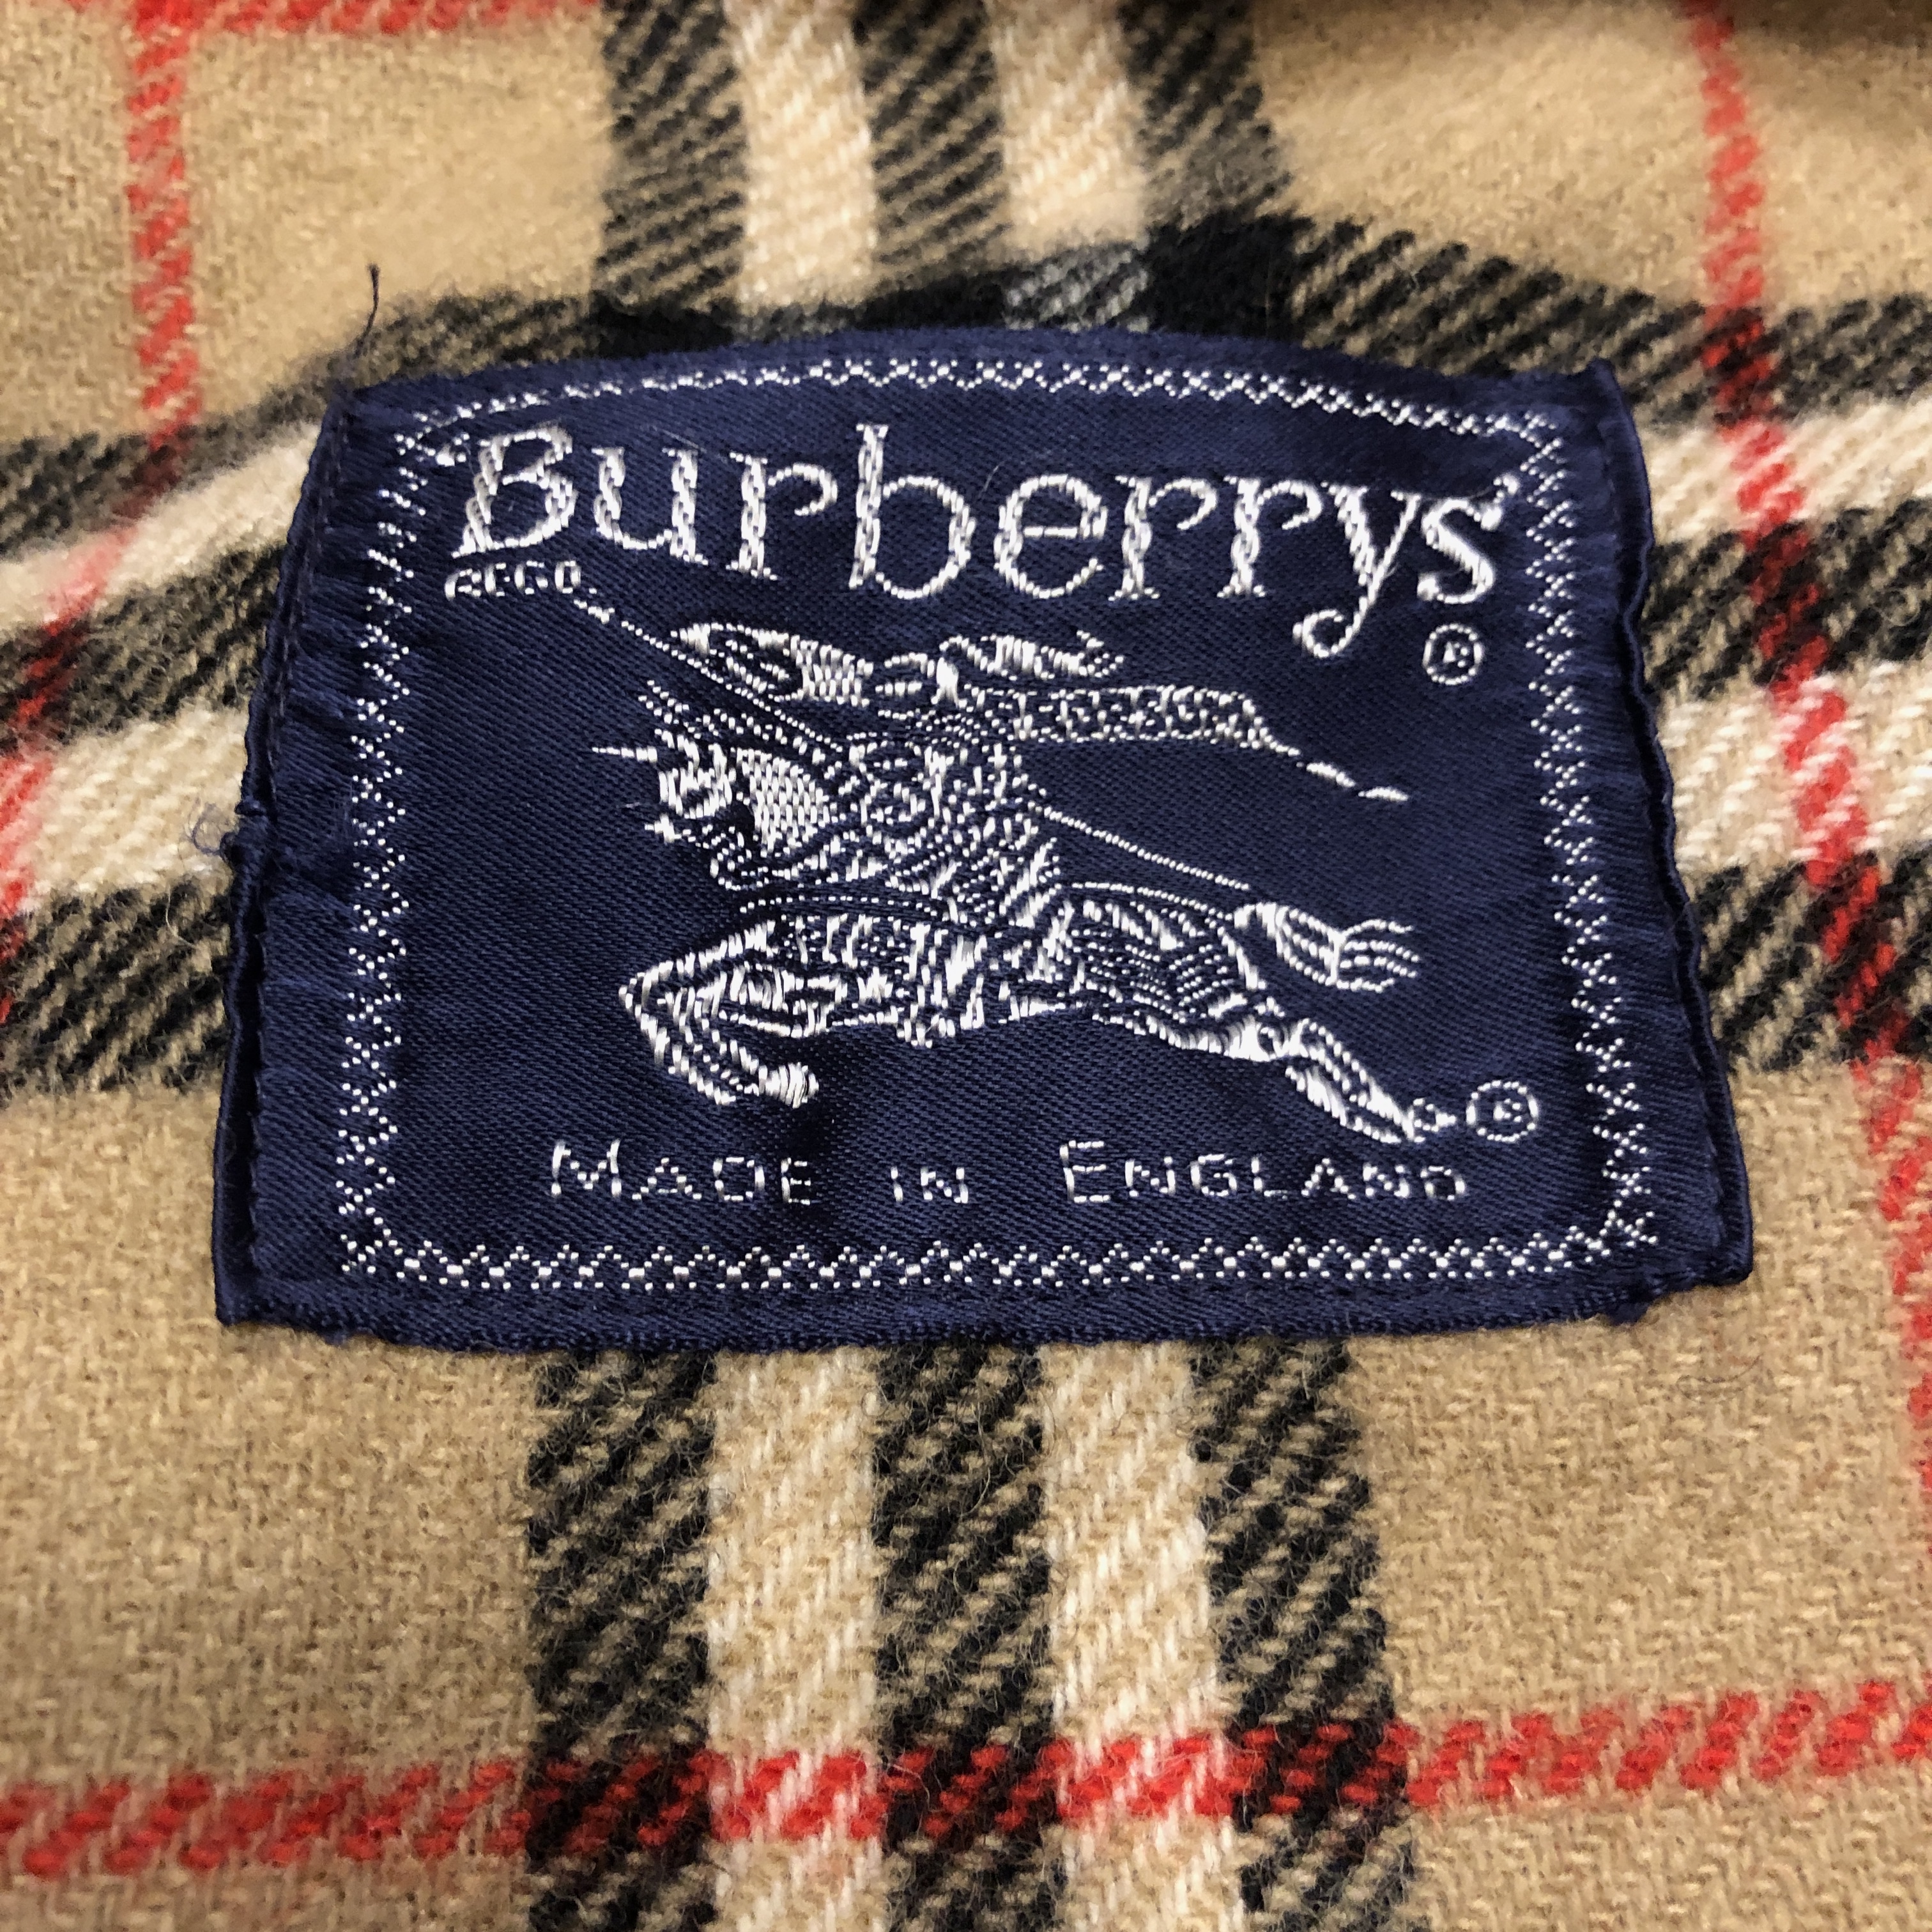 Burberrys'
REGD.
®
®
MADE IN ENGLAND